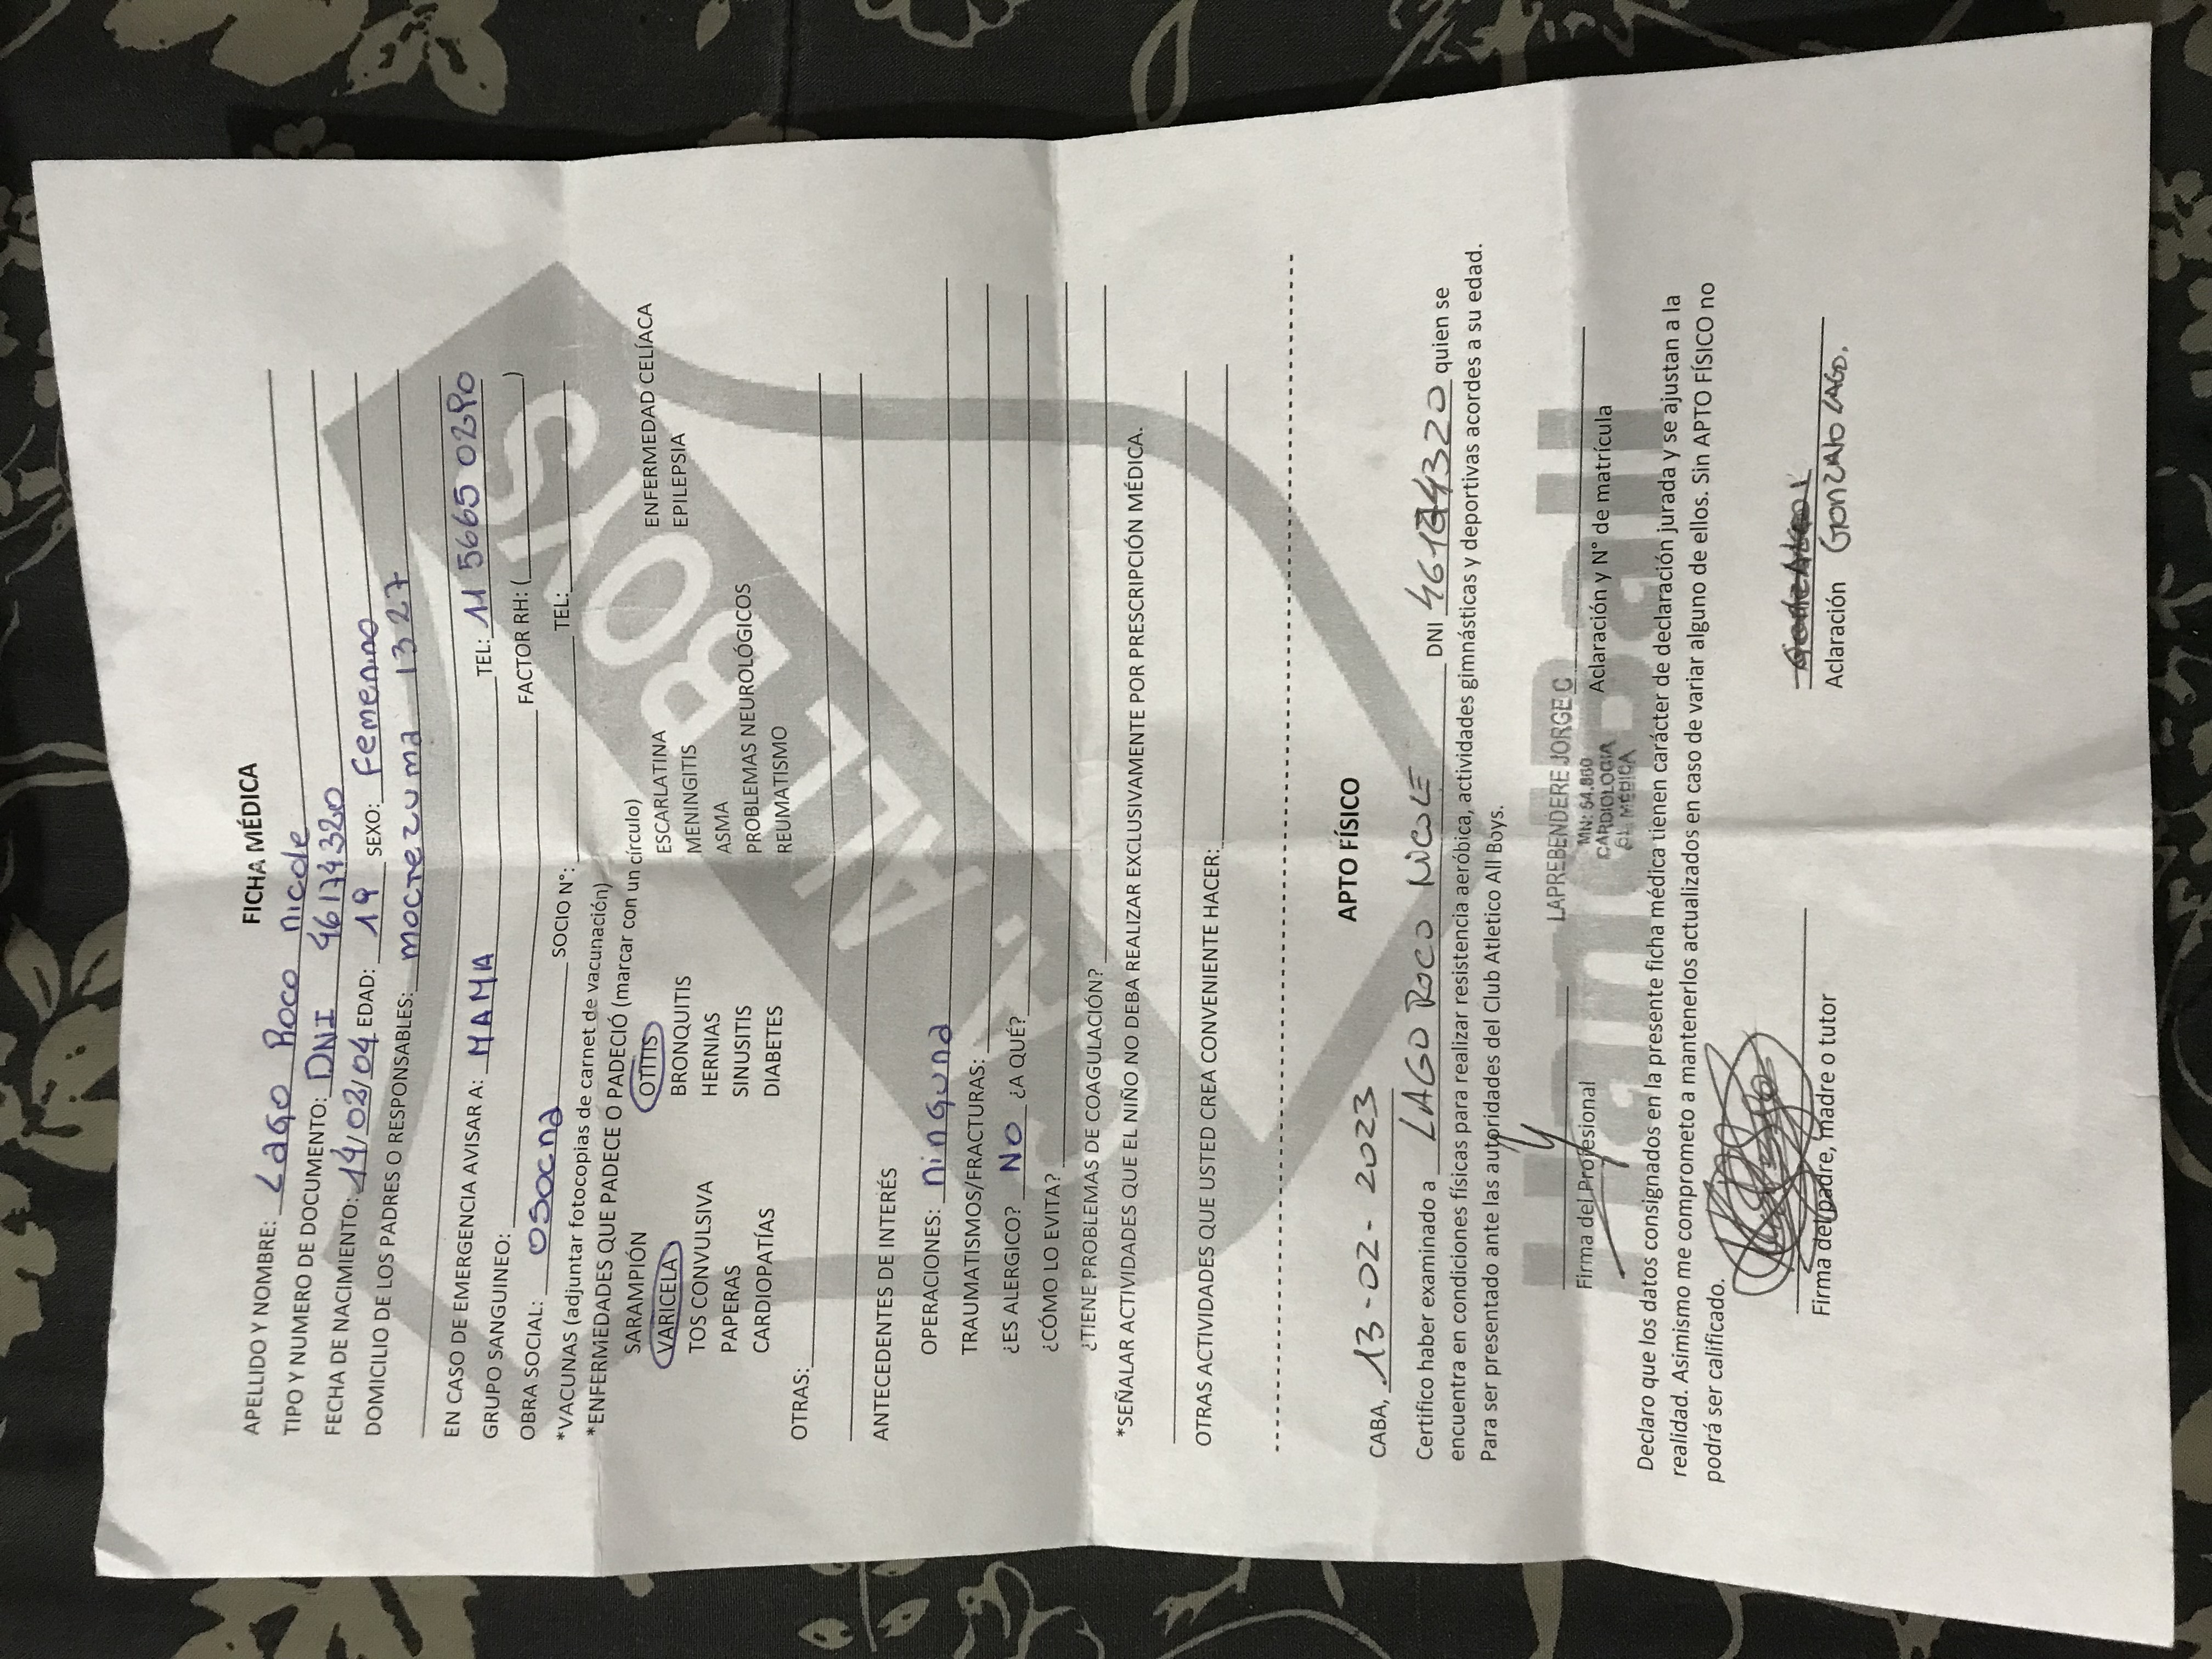 FICHA MÉDICA
APELLIDO Y NOMBRE: Lago Roco nicole
TIPO Y NUMERO DE DOCUMENTO: DNI 46174320
FECHA DE NACIMIENTO: 14/02/04 EDAD: 19 SEXO: Femenino
DOMICILIO DE LOS PADRES O RESPONSABLES: moctezuma 1327
EN CASO DE EMERGENCIA AVISAR A: MAMA TEL: 11 5665 0290
GRUPO SANGUINEO: FACTOR RH: ( )
OBRA SOCIAL: osocna SOCIO N°: TEL:
*VACUNAS (adjuntar fotocopias de carnet de vacunación)
*ENFERMEDADES QUE PADECE O PADECIÓ (marcar con un círculo)
SARAMPIÓN OTITIS ESCARLATINA ENFERMEDAD CELÍACA
VARICELA BRONQUITIS MENINGITIS EPILEPSIA
TOS CONVULSIVA HERNIAS ASMA
PAPERAS SINUSITIS PROBLEMAS NEUROLÓGICOS
CARDIOPATÍAS DIABETES REUMATISMO
OTRAS:
ANTECEDENTES DE INTERÉS
OPERACIONES: ninguna
TRAUMATISMOS/FRACTURAS:
¿ES ALERGICO? NO ¿A QUÉ?
¿CÓMO LO EVITA?
¿TIENE PROBLEMAS DE COAGULACIÓN?
*SEÑALAR ACTIVIDADES QUE EL NIÑO NO DEBA REALIZAR EXCLUSIVAMENTE POR PRESCRIPCIÓN MÉDICA.
OTRAS ACTIVIDADES QUE USTED CREA CONVENIENTE HACER:
APTO FÍSICO
CABA, 13-02-2023
Certifico haber examinado a LAGO ROCO NICOLE DNI 46174320 quien se
encuentra en condiciones físicas para realizar resistencia aeróbica, actividades gimnásticas y deportivas acordes a su edad.
Para ser presentado ante las autoridades del Club Atletico All Boys.
LAPREBENDERE JORGE C
MN: 54.860
CARDIOLOGIA
CL. MÉDICA
Firma del Profesional Aclaración y N° de matrícula
Declaro que los datos consignados en la presente ficha médica tienen carácter de declaración jurada y se ajustan a la
realidad. Asimismo me comprometo a mantenerlos actualizados en caso de variar alguno de ellos. Sin APTO FÍSICO no
podrá ser calificado.
Firma del padre, madre o tutor Aclaración GONZALO LAGO.
C.A. ALL BOYS
HandBall